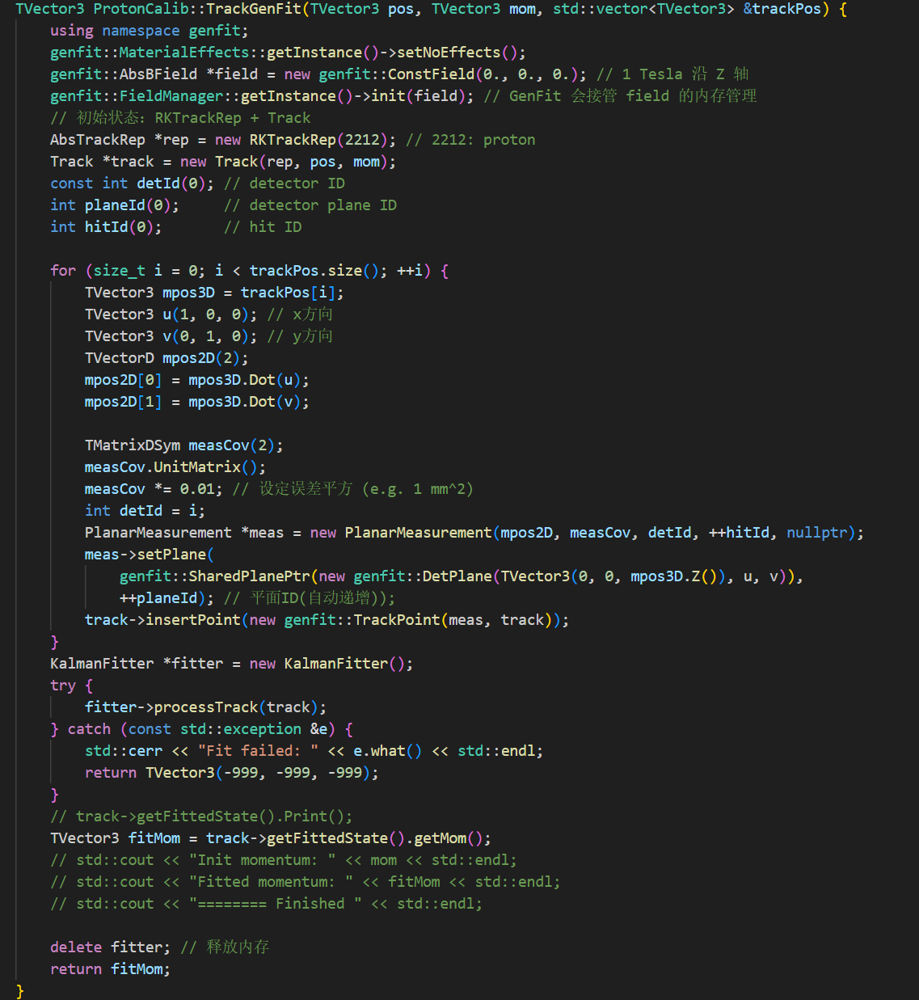 TVector3 ProtonCalib::TrackGenFit(TVector3 pos, TVector3 mom, std::vector<TVector3> &trackPos) {
    using namespace genfit;
    genfit::MaterialEffects::getInstance()->setNoEffects();
    genfit::AbsBField *field = new genfit::ConstField(0., 0., 0.); // 1 Tesla 沿 Z 轴
    genfit::FieldManager::getInstance()->init(field); // GenFit 会接管 field 的内存管理
    // 初始状态：RKTrackRep + Track
    AbsTrackRep *rep = new RKTrackRep(2212); // 2212: proton
    Track *track = new Track(rep, pos, mom);
    const int detId(0); // detector ID
    int planeId(0);     // detector plane ID
    int hitId(0);       // hit ID

    for (size_t i = 0; i < trackPos.size(); ++i) {
        TVector3 mpos3D = trackPos[i];
        TVector3 u(1, 0, 0); // x方向
        TVector3 v(0, 1, 0); // y方向
        TVectorD mpos2D(2);
        mpos2D[0] = mpos3D.Dot(u);
        mpos2D[1] = mpos3D.Dot(v);

        TMatrixDSym measCov(2);
        measCov.UnitMatrix();
        measCov *= 0.01; // 设定误差平方 (e.g. 1 mm^2)
        int detId = i;
        PlanarMeasurement *meas = new PlanarMeasurement(mpos2D, measCov, detId, ++hitId, nullptr);
        meas->setPlane(
            genfit::SharedPlanePtr(new genfit::DetPlane(TVector3(0, 0, mpos3D.Z()), u, v)),
            ++planeId); // 平面ID(自动递增));
        track->insertPoint(new genfit::TrackPoint(meas, track));
    }
    KalmanFitter *fitter = new KalmanFitter();
    try {
        fitter->processTrack(track);
    } catch (const std::exception &e) {
        std::cerr << "Fit failed: " << e.what() << std::endl;
        return TVector3(-999, -999, -999);
    }
    // track->getFittedState().Print();
    TVector3 fitMom = track->getFittedState().getMom();
    // std::cout << "Init momentum: " << mom << std::endl;
    // std::cout << "Fitted momentum: " << fitMom << std::endl;
    // std::cout << "======== Finished " << std::endl;

    delete fitter; // 释放内存
    return fitMom;
}